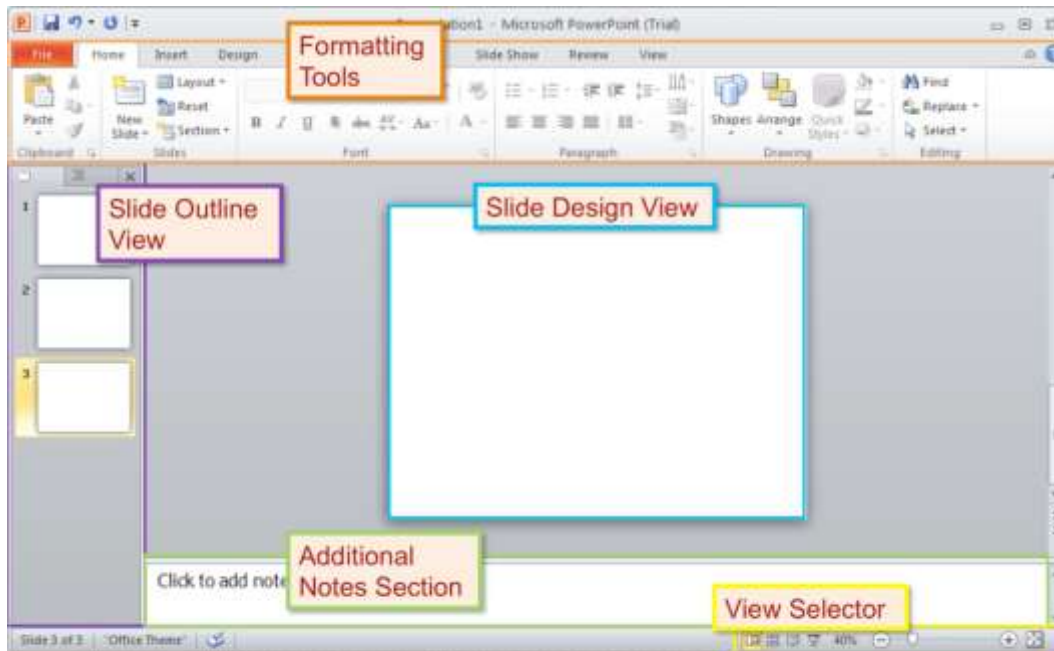 Microsoft PowerPoint (Trial)
File Home Insert Design Slide Show Review View
Formatting
Tools
Paste
New
Slide
Layout
Reset
Section
Shapes Arrange Quick
Styles
Find
Replace
Select
Clipboard Slides Font Paragraph Drawing Editing
1
Slide Outline
View
Slide Design View
2
3
Additional
Notes Section
Click to add note
View Selector
Slide 3 of 3 "Office Theme" 40%